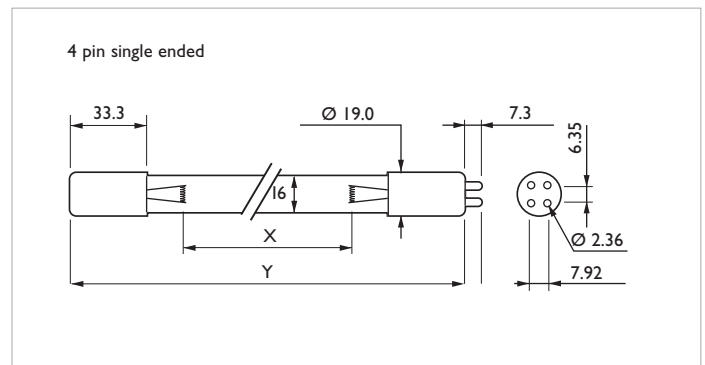 4 pin single ended
33.3
Ø 19.0
7.3
6.35
16
X
Ø 2.36
Y
7.92